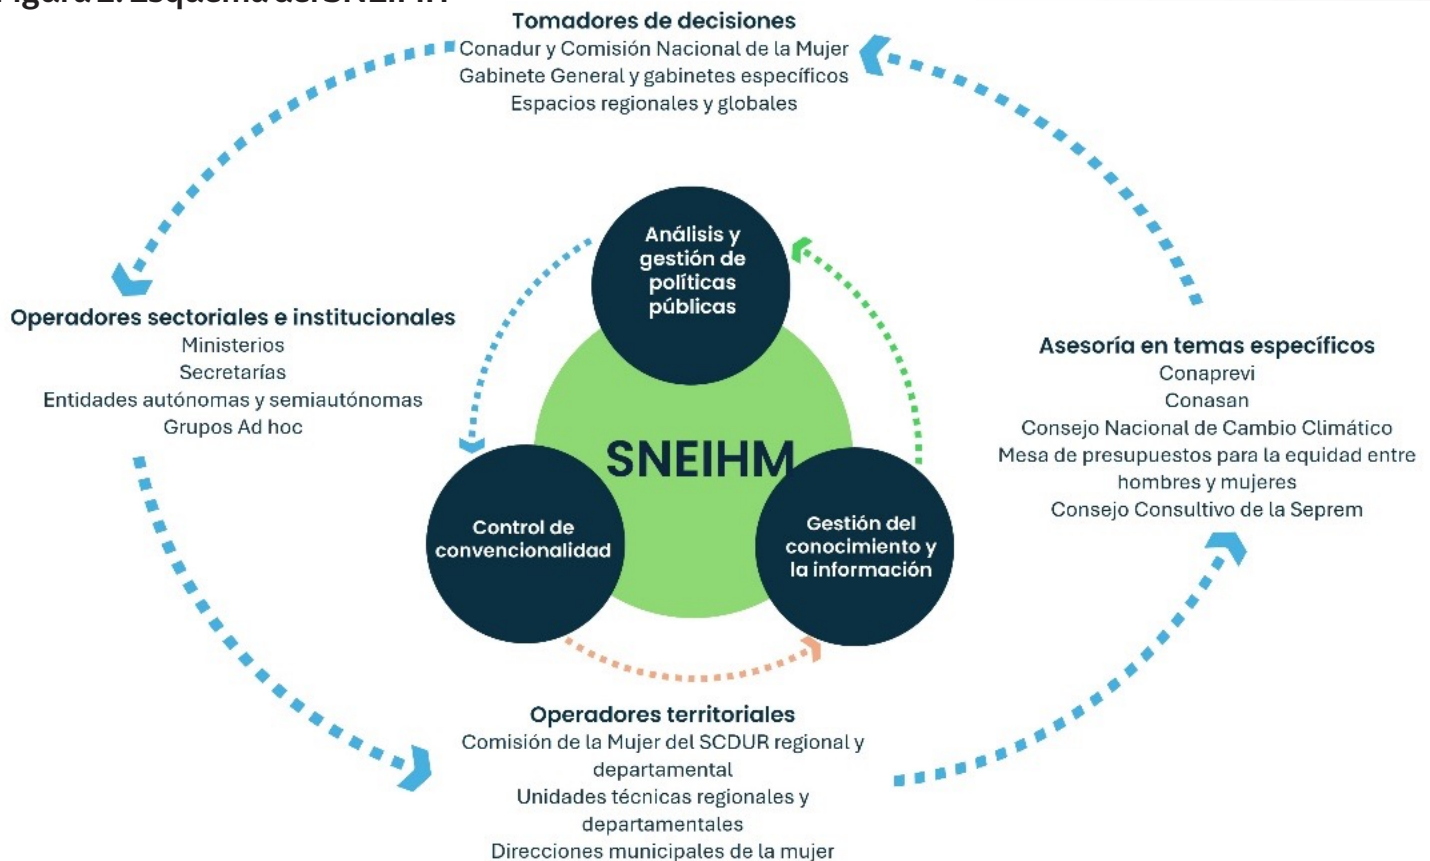 Tomadores de decisiones
Conadur y Comisión Nacional de la Mujer
Gabinete General y gabinetes específicos
Espacios regionales y globales
Análisis y
gestión de
políticas
públicas
Operadores sectoriales e institucionales
Ministerios
Secretarías
Entidades autónomas y semiautónomas
Grupos Ad hoc
Asesoría en temas específicos
Conaprevi
Conasan
Consejo Nacional de Cambio Climático
Mesa de presupuestos para la equidad entre
hombres y mujeres
Consejo Consultivo de la Seprem
SNEIHM
Control de
convencionalidad
Gestión del
conocimiento y
la información
Operadores territoriales
Comisión de la Mujer del SCDUR regional y
departamental
Unidades técnicas regionales y
departamentales
Direcciones municipales de la mujer